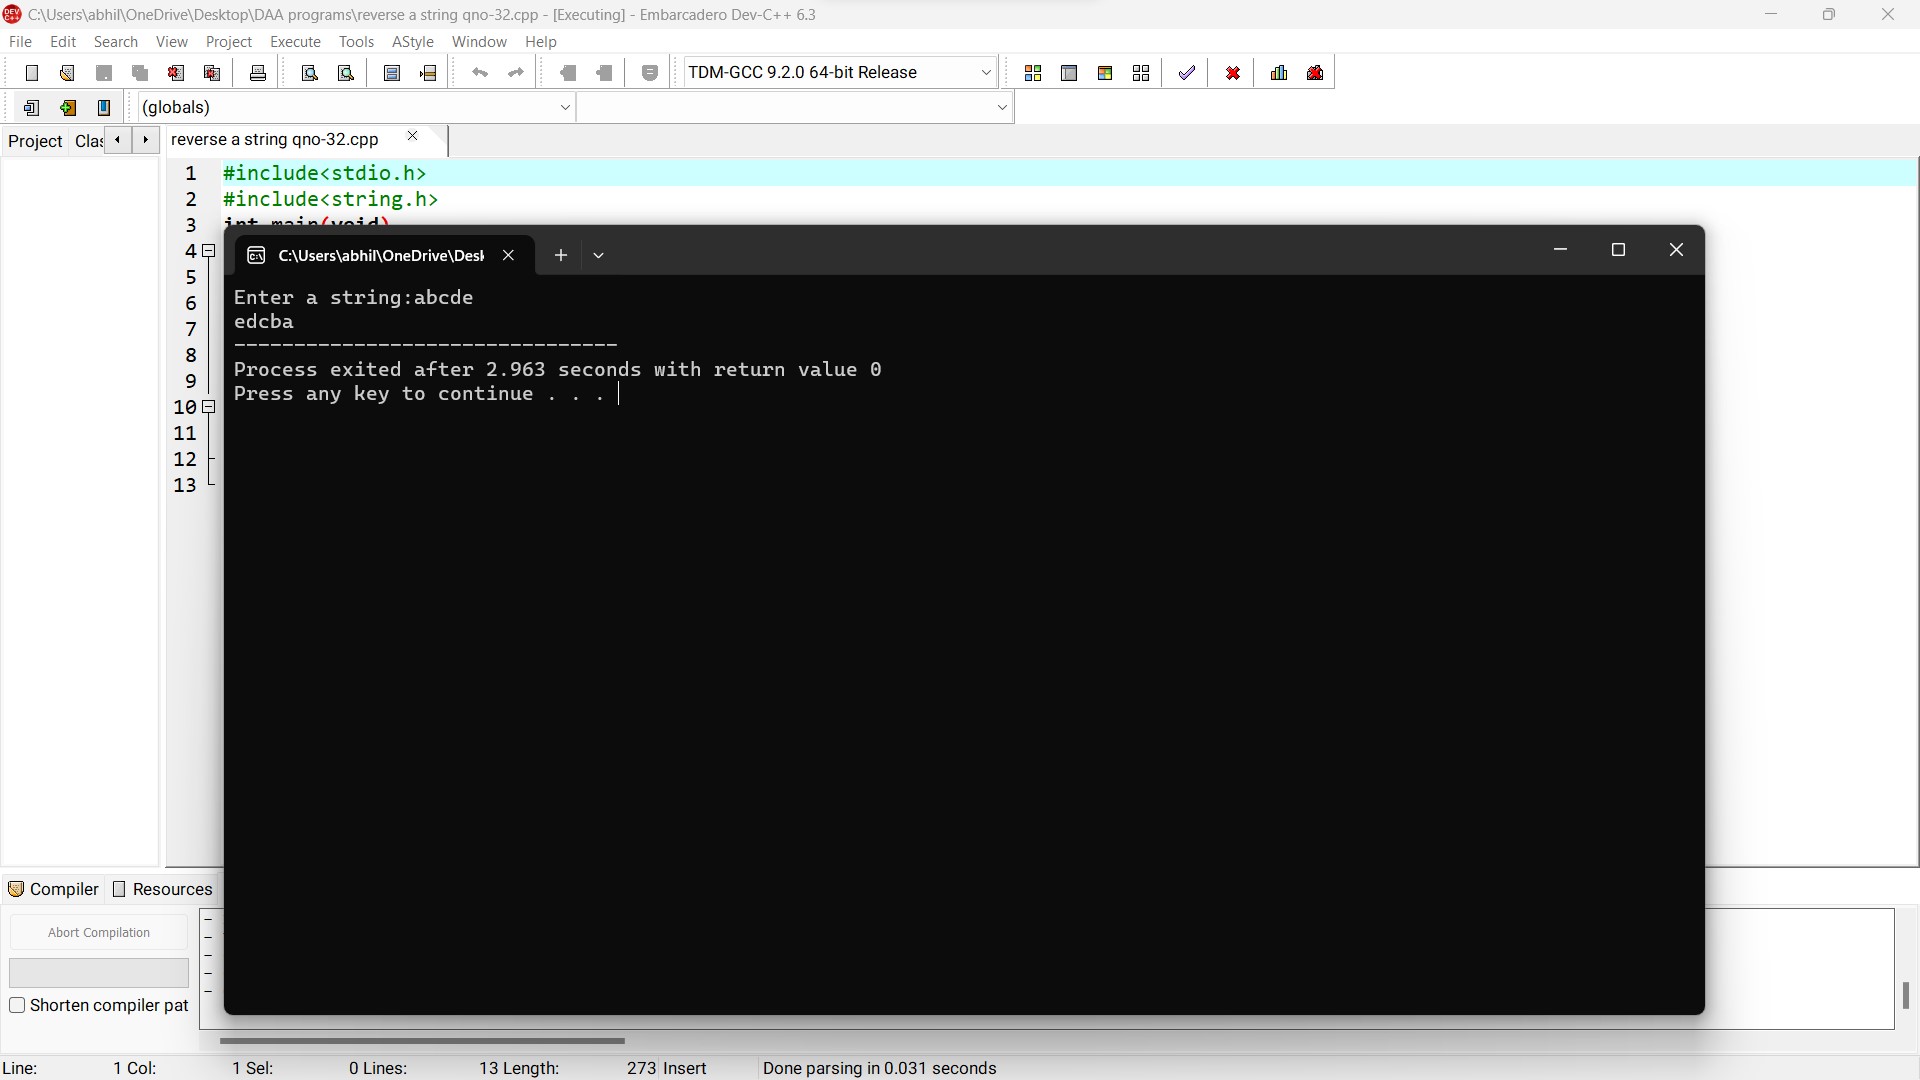 C:\Users\abhil\OneDrive\Desktop\DAA programs\reverse a string qno-32.cpp - [Executing] - Embarcadero Dev-C++ 6.3
File Edit Search View Project Execute Tools AStyle Window Help
TDM-GCC 9.2.0 64-bit Release
(globals)
Project Clas reverse a string qno-32.cpp
1 #include<stdio.h>
2 #include<string.h>
3 int main(void)
4
5
6
7
8
9
10
11
12
13
C:\Users\abhil\OneDrive\Desk
Enter a string:abcde
edcba
--------------------------------
Process exited after 2.963 seconds with return value 0
Press any key to continue . . .
Compiler Resources
Abort Compilation
Shorten compiler pat
Line: 1 Col: 1 Sel: 0 Lines: 13 Length: 273 Insert Done parsing in 0.031 seconds